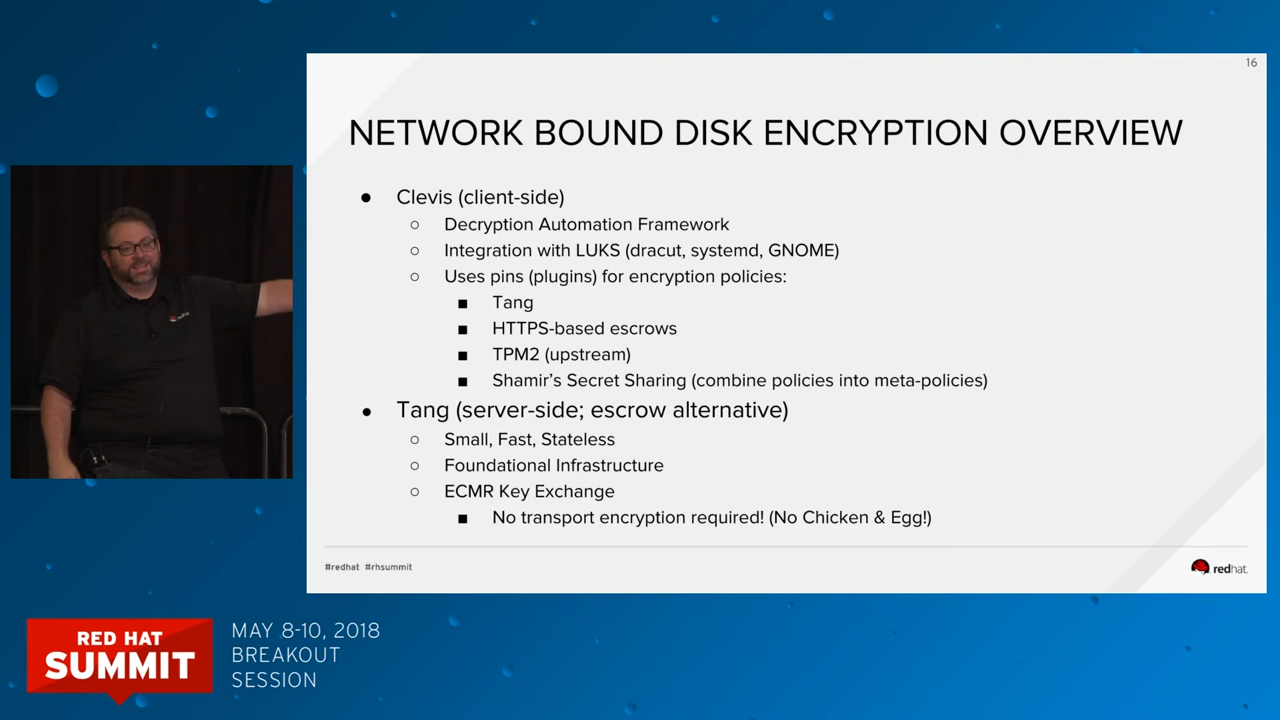 16
NETWORK BOUND DISK ENCRYPTION OVERVIEW
● Clevis (client-side)
○ Decryption Automation Framework
○ Integration with LUKS (dracut, systemd, GNOME)
○ Uses pins (plugins) for encryption policies:
■ Tang
■ HTTPS-based escrows
■ TPM2 (upstream)
■ Shamir’s Secret Sharing (combine policies into meta-policies)
● Tang (server-side; escrow alternative)
○ Small, Fast, Stateless
○ Foundational Infrastructure
○ ECMR Key Exchange
■ No transport encryption required! (No Chicken & Egg!)
#redhat #rhsummit
redhat.
redhat
RED HAT
SUMMIT
MAY 8-10, 2018
BREAKOUT
SESSION